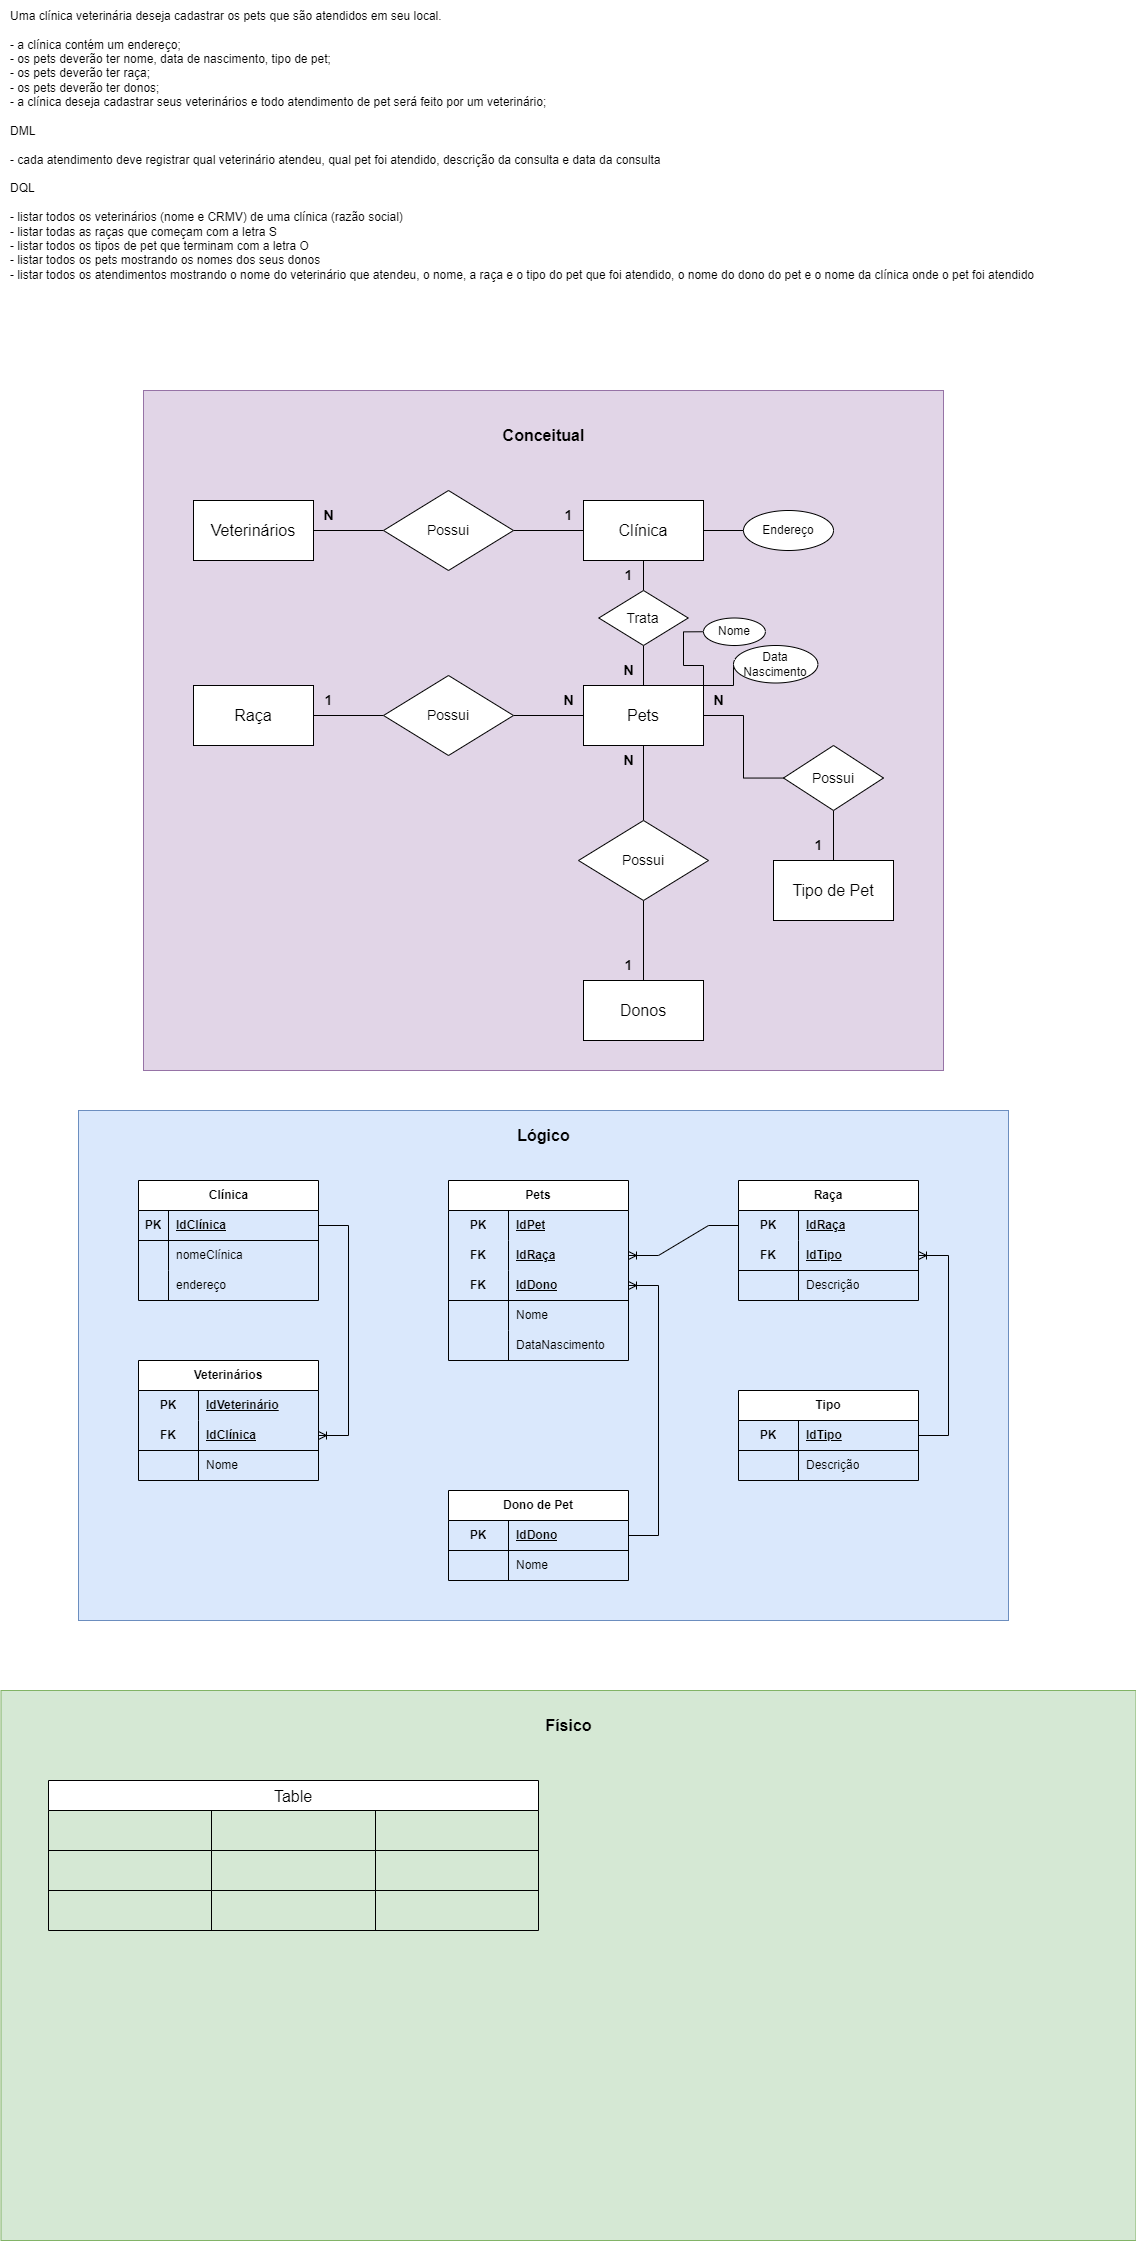 Uma clínica veterinária deseja cadastrar os pets que são atendidos em seu local.
- a clínica contém um endereço;
- os pets deverão ter nome, data de nascimento, tipo de pet;
- os pets deverão ter raça;
- os pets deverão ter donos;
- a clínica deseja cadastrar seus veterinários e todo atendimento de pet será feito por um veterinário;
DML
- cada atendimento deve registrar qual veterinário atendeu, qual pet foi atendido, descrição da consulta e data da consulta
DQL
- listar todos os veterinários (nome e CRMV) de uma clínica (razão social)
- listar todas as raças que começam com a letra S
- listar todos os tipos de pet que terminam com a letra O
- listar todos os pets mostrando os nomes dos seus donos
- listar todos os atendimentos mostrando o nome do veterinário que atendeu, o nome, a raça e o tipo do pet que foi atendido, o nome do dono do pet e o nome da clínica onde o pet foi atendido
Conceitual
Veterinários
N
Possui
1
Clínica
Endereço
1
Trata
N
Nome
Data
Nascimento
Raça
1
Possui
N
Pets
N
N
Possui
1
Tipo de Pet
Possui
1
Donos
Lógico
Clínica
PK IdClínica
nomeClínica
endereço
Veterinários
PK IdVeterinário
FK IdClínica
Nome
Pets
PK IdPet
FK IdRaça
FK IdDono
Nome
DataNascimento
Dono de Pet
PK IdDono
Nome
Raça
PK IdRaça
FK IdTipo
Descrição
Tipo
PK IdTipo
Descrição
Físico
Table